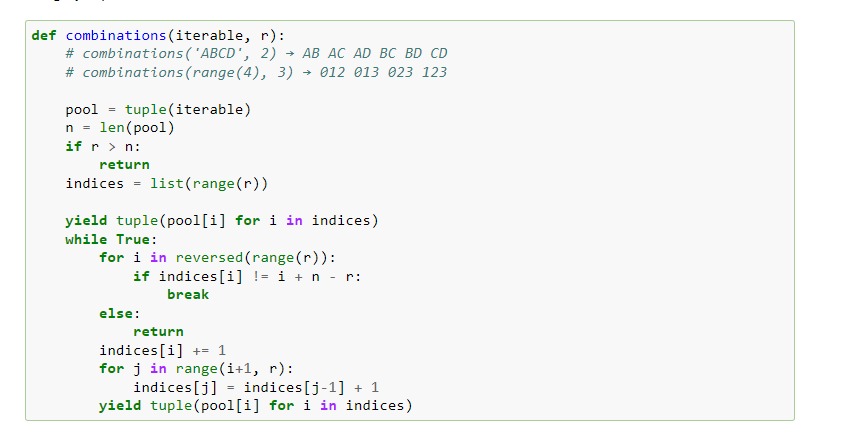 def combinations(iterable, r):
    # combinations('ABCD', 2) → AB AC AD BC BD CD
    # combinations(range(4), 3) → 012 013 023 123

    pool = tuple(iterable)
    n = len(pool)
    if r > n:
        return
    indices = list(range(r))

    yield tuple(pool[i] for i in indices)
    while True:
        for i in reversed(range(r)):
            if indices[i] != i + n - r:
                break
        else:
            return
        indices[i] += 1
        for j in range(i+1, r):
            indices[j] = indices[j-1] + 1
        yield tuple(pool[i] for i in indices)